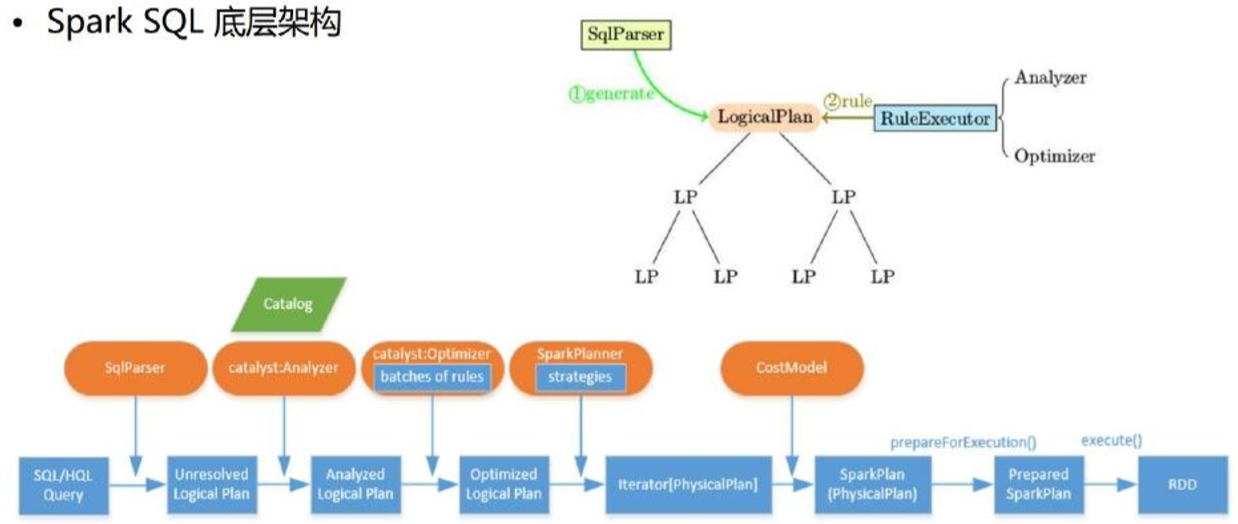 • Spark SQL 底层架构
SqlParser
①generate
LogicalPlan
②rule
RuleExecutor
Analyzer
Optimizer
LP
LP
LP
LP
LP
LP
Catalog
SqlParser
catalyst:Analyzer
catalyst:Optimizer
batches of rules
SparkPlanner
strategies
CostModel
prepareForExecution()
execute()
SQL/HQL
Query
Unresolved
Logical Plan
Analyzed
Logical Plan
Optimized
Logical Plan
Iterator[PhysicalPlan]
SparkPlan
(PhysicalPlan)
Prepared
SparkPlan
RDD